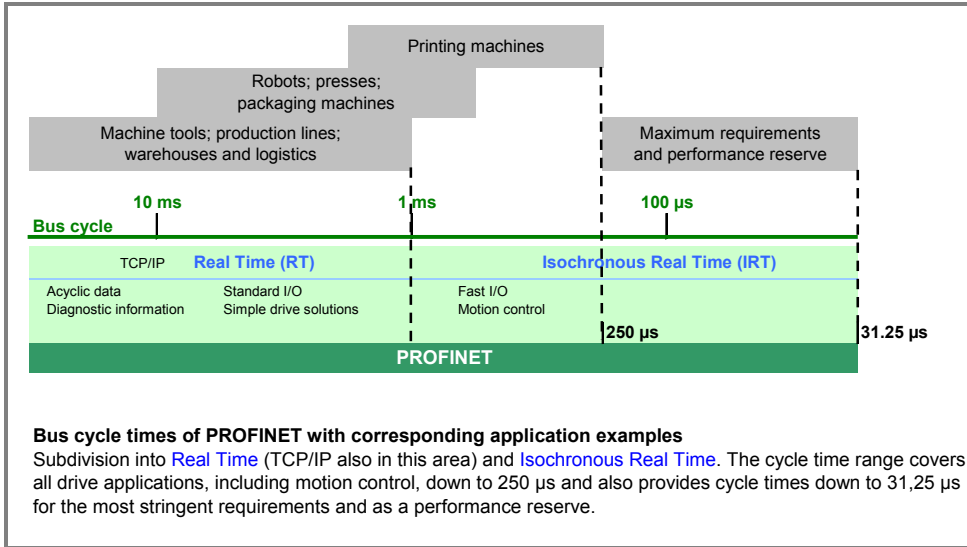 Printing machines
Robots; presses;
packaging machines
Machine tools; production lines;
warehouses and logistics
Maximum requirements
and performance reserve
10 ms
1 ms
100 µs
Bus cycle
TCP/IP
Real Time (RT)
Isochronous Real Time (IRT)
Acyclic data
Diagnostic information
Standard I/O
Simple drive solutions
Fast I/O
Motion control
250 µs
31.25 µs
PROFINET
Bus cycle times of PROFINET with corresponding application examples
Subdivision into Real Time (TCP/IP also in this area) and Isochronous Real Time. The cycle time range covers
all drive applications, including motion control, down to 250 µs and also provides cycle times down to 31,25 µs
for the most stringent requirements and as a performance reserve.